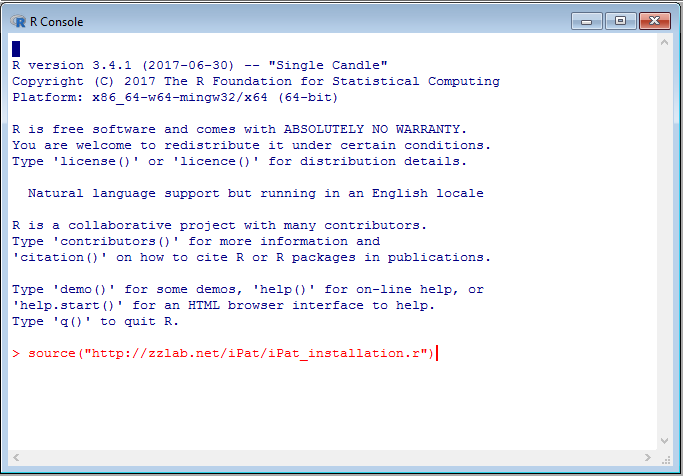 R Console
R version 3.4.1 (2017-06-30) -- "Single Candle"
Copyright (C) 2017 The R Foundation for Statistical Computing
Platform: x86_64-w64-mingw32/x64 (64-bit)
R is free software and comes with ABSOLUTELY NO WARRANTY.
You are welcome to redistribute it under certain conditions.
Type 'license()' or 'licence()' for distribution details.
Natural language support but running in an English locale
R is a collaborative project with many contributors.
Type 'contributors()' for more information and
'citation()' on how to cite R or R packages in publications.
Type 'demo()' for some demos, 'help()' for on-line help, or
'help.start()' for an HTML browser interface to help.
Type 'q()' to quit R.
> source("http://zzlab.net/iPat/iPat_installation.r")